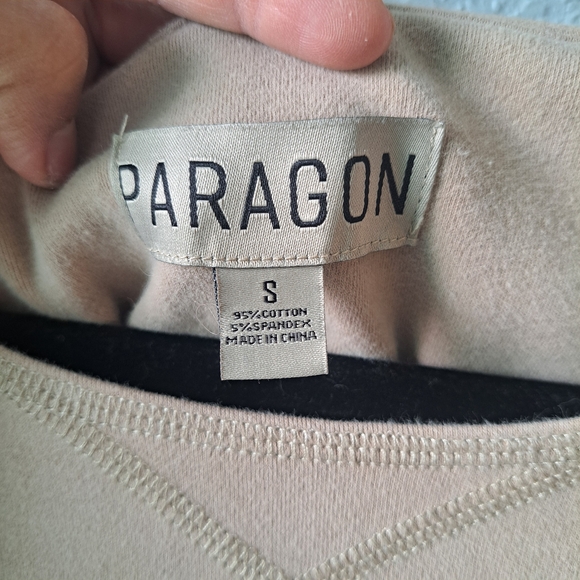 PARAGON
S
95%COTTON
5%SPANDEX
MADE IN CHINA